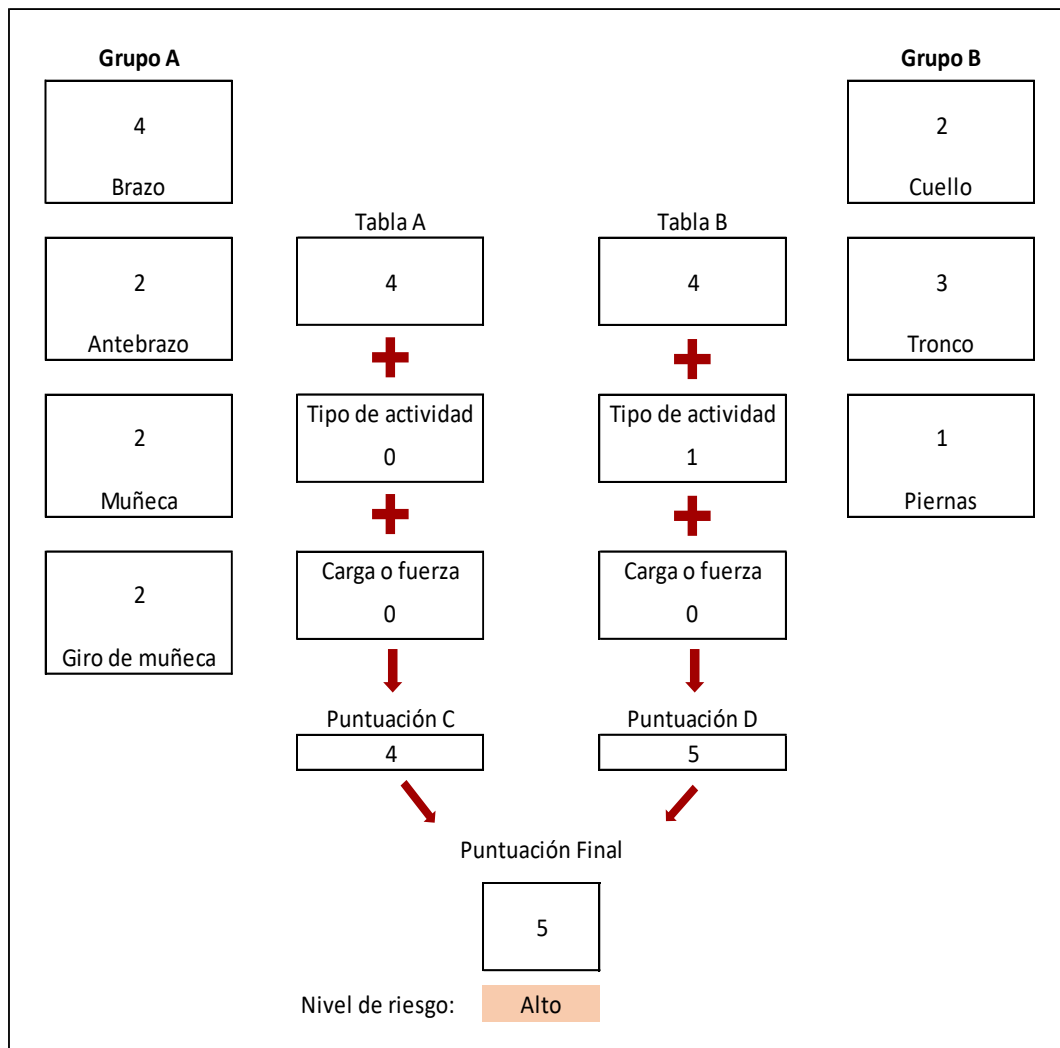 Grupo A
4
Brazo
2
Antebrazo
2
Muñeca
2
Giro de muñeca
Tabla A
4
Tipo de actividad
0
Carga o fuerza
0
Puntuación C
4
Tabla B
4
Tipo de actividad
1
Carga o fuerza
0
Puntuación D
5
Grupo B
2
Cuello
3
Tronco
1
Piernas
Puntuación Final
5
Nivel de riesgo: Alto